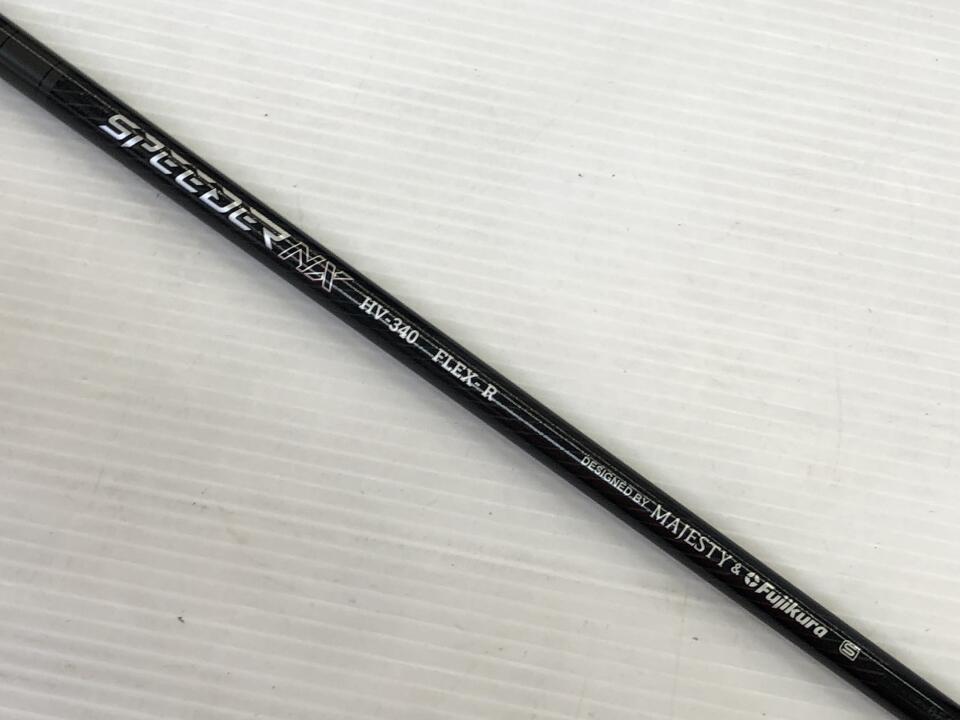 SPEEDER NX HV-340 FLEX-R DESIGNED BY MAJESTY & Fujikura S